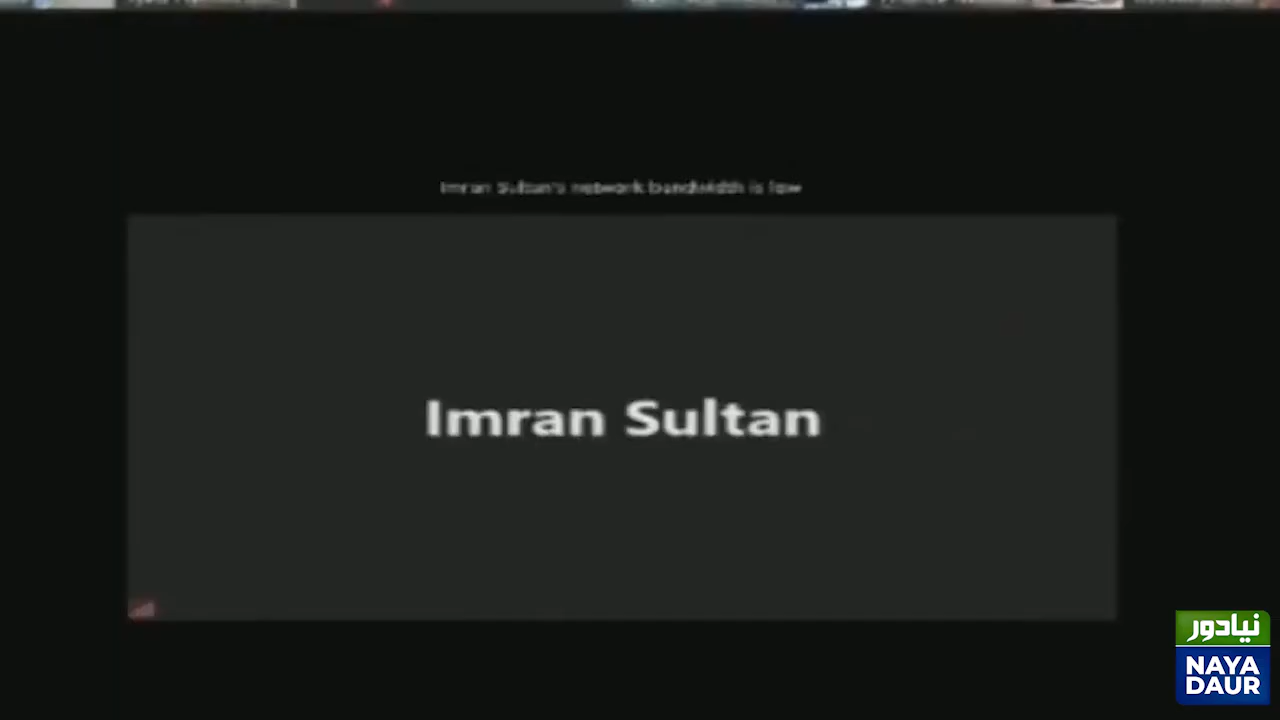 Imran Sultan's network bandwidth is low
Imran Sultan
نیادور
NAYA
DAUR